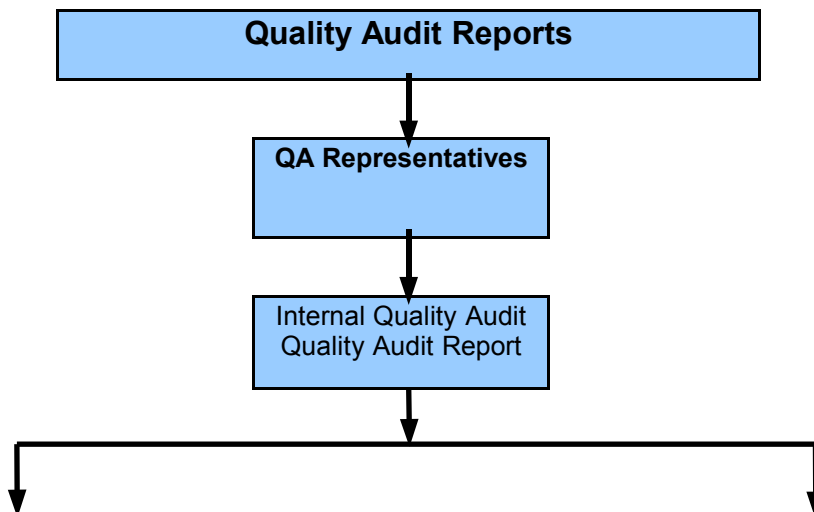 Quality Audit Reports
QA Representatives
Internal Quality Audit
Quality Audit Report